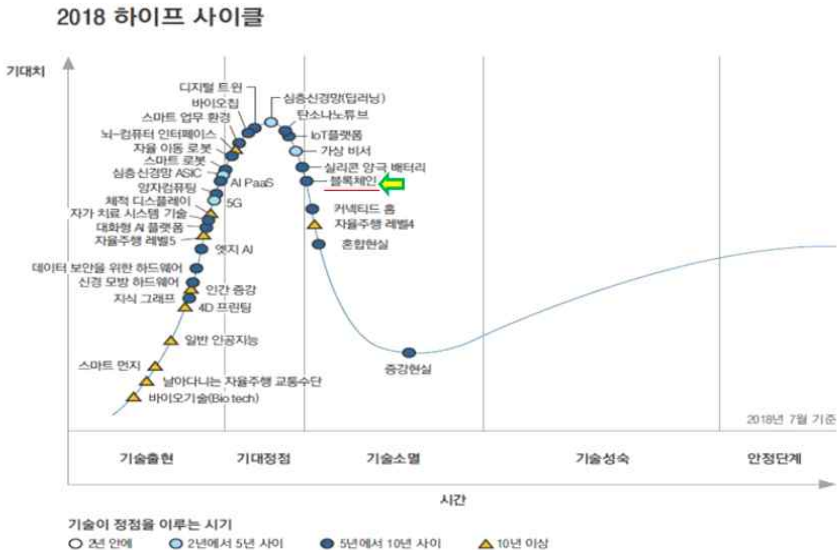 2018 하이프 사이클
기대치
디지털 트윈
심층신경망(딥러닝)
바이오칩
탄소나노튜브
스마트 업무 환경
IoT플랫폼
뇌-컴퓨터 인터페이스
가상 비서
자율 이동 로봇
스마트 로봇
실리콘 양극 배터리
심층신경망 ASIC
AI PaaS
블록체인
양자컴퓨팅
체적 디스플레이
5G
커넥티드 홈
자가 치료 시스템 기술
대화형 AI 플랫폼
자율주행 레벨4
자율주행 레벨5
엣지 AI
혼합현실
데이터 보안을 위한 하드웨어
신경 모방 하드웨어
인간 증강
지식 그래프
4D 프린팅
일반 인공지능
스마트 먼지
증강현실
날아다니는 자율주행 교통수단
바이오기술(Bio tech)
2018년 7월 기준
기술출현
기대정점
기술소멸
기술성숙
안정단계
시간
기술이 정점을 이루는 시기
2년 안에
2년에서 5년 사이
5년에서 10년 사이
10년 이상